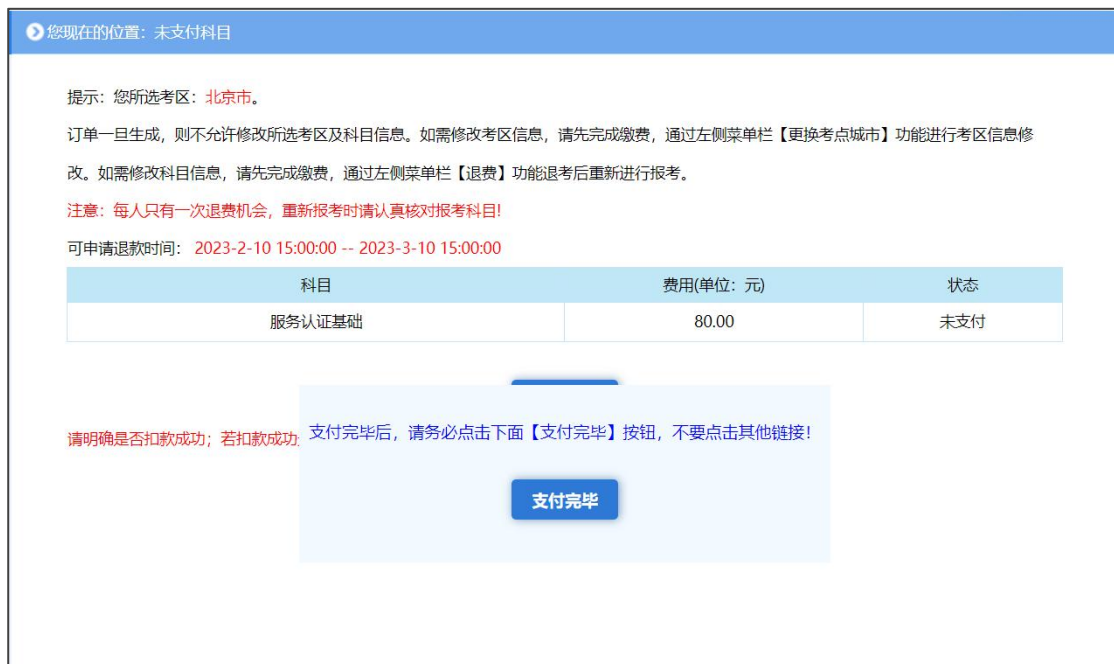 您现在的位置：未支付科目
提示：您所选考区：北京市。
订单一旦生成，则不允许修改所选考区及科目信息。如需修改考区信息，请先完成缴费，通过左侧菜单栏【更换考点城市】功能进行考区信息修
改。如需修改科目信息，请先完成缴费，通过左侧菜单栏【退费】功能退考后重新进行报考。
注意：每人只有一次退费机会，重新报考时请认真核对报考科目!
可申请退款时间： 2023-2-10 15:00:00 -- 2023-3-10 15:00:00
科目 费用(单位：元) 状态
服务认证基础 80.00 未支付
请明确是否扣款成功；若扣款成功
支付完毕后，请务必点击下面【支付完毕】按钮，不要点击其他链接！
支付完毕